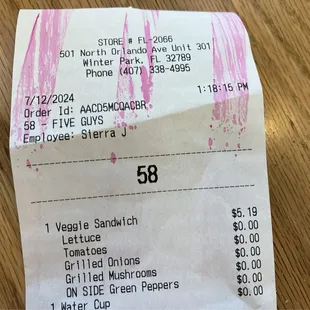 STORE # FL-2066
501 North Orlando Ave Unit 301
Winter Park, FL 32789
Phone (407) 338-4995
7/12/2024 1:18:15 PM
Order Id: AACD5MCQACBR
58 - FIVE GUYS
Employee: Sierra J
58
1 Veggie Sandwich $5.19
Lettuce $0.00
Tomatoes $0.00
Grilled Onions $0.00
Grilled Mushrooms $0.00
ON SIDE Green Peppers $0.00
1 Water Cup $0.00